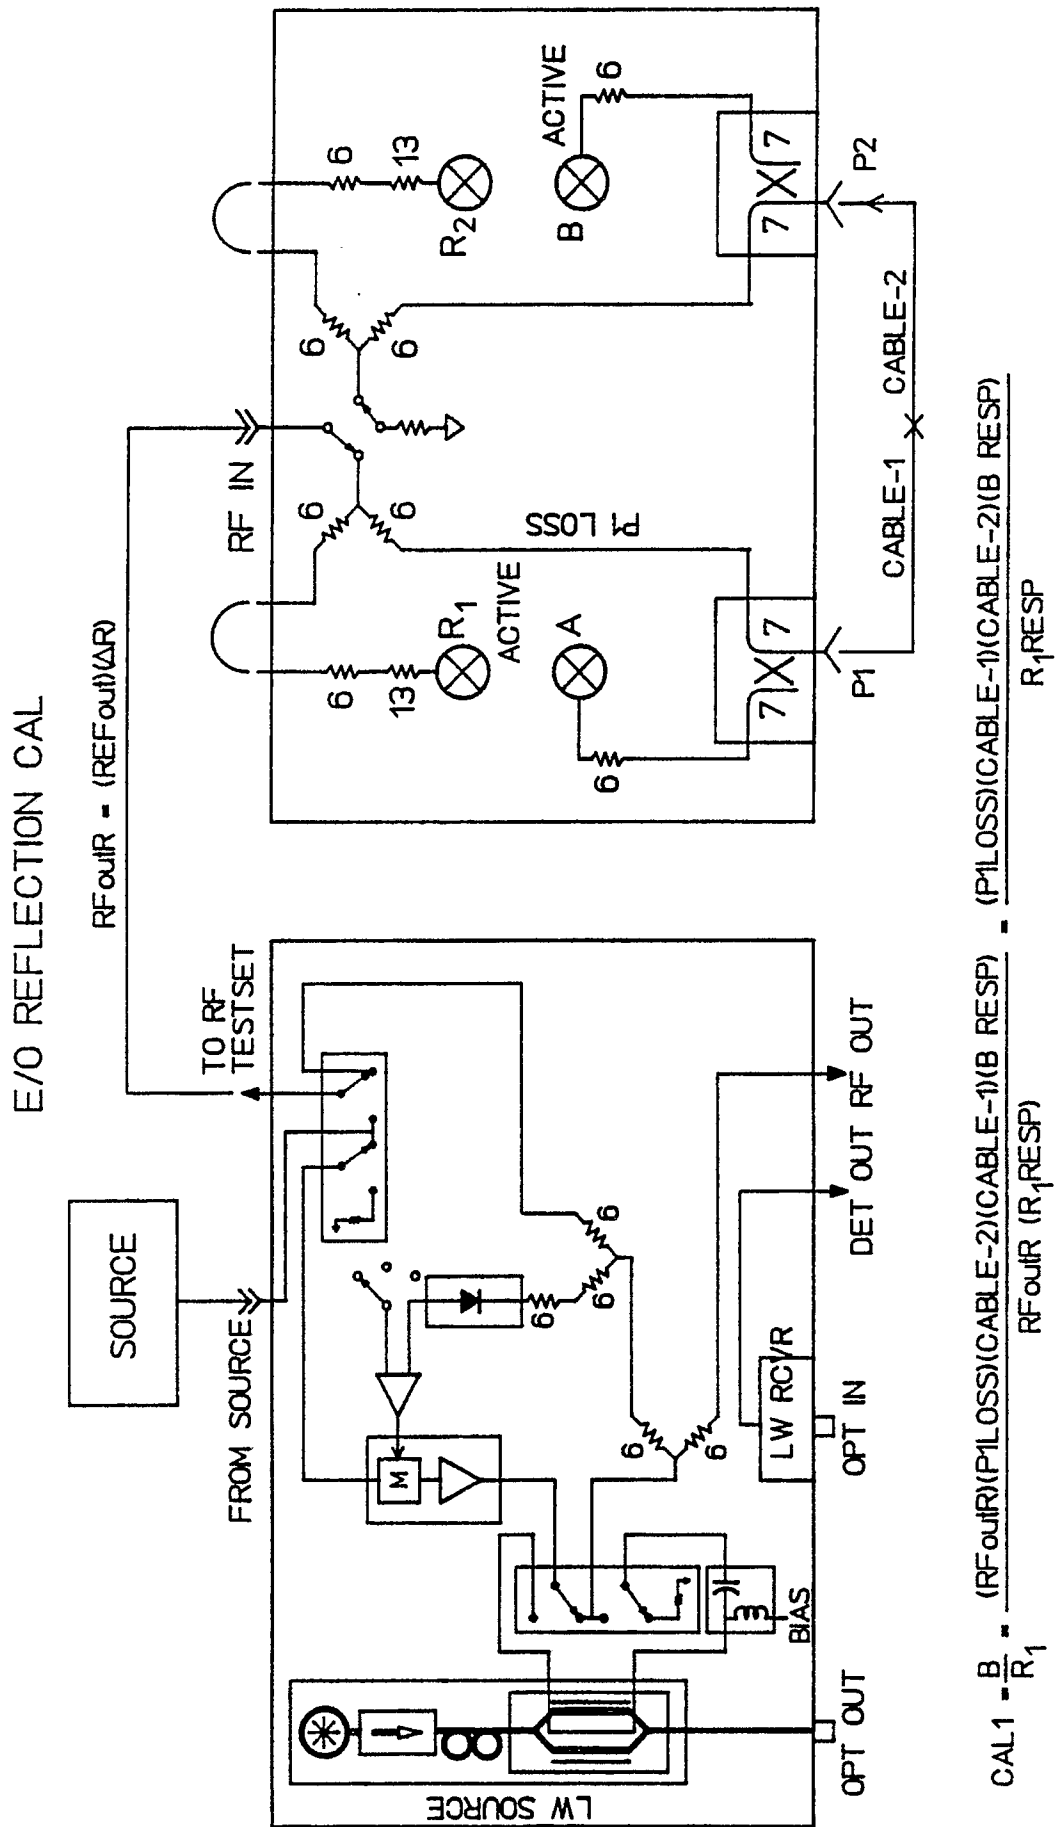 E/O REFLECTION CAL
RFoutR = (REFout)(ΔR)
SOURCE
FROM SOURCE
TO RF
TESTSET
RF IN
M
6
6
6
6
6
LW SOURCE
BIAS
LW RCVR
OPT OUT
OPT IN
DET OUT
RF OUT
6
13
R1
ACTIVE
A
6
7
7
P1
6
6
P1 LOSS
6
6
6
13
R2
B
ACTIVE
6
7
7
P2
CABLE-1
CABLE-2
CAL1 = B/R1 = (RFoutR)(P1LOSS)(CABLE-2)(CABLE-1)(B RESP) / RFoutR (R1RESP) = (P1LOSS)(CABLE-1)(CABLE-2)(B RESP) / R1RESP